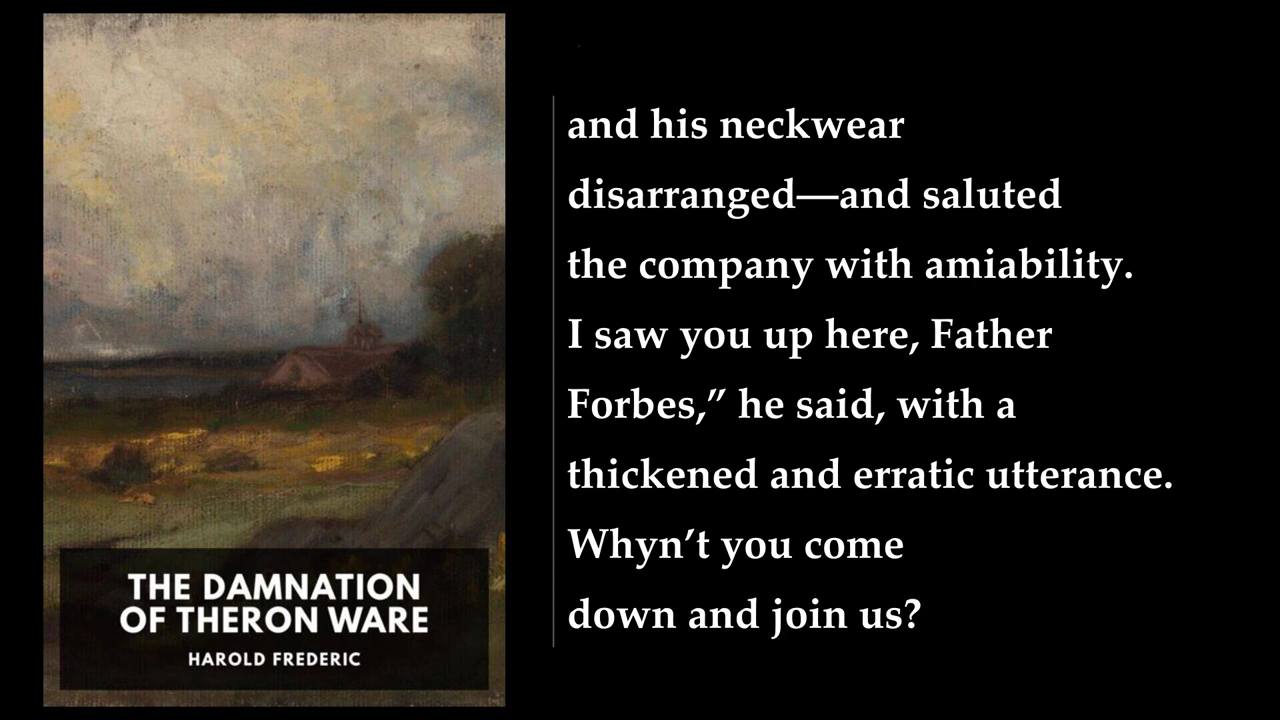 THE DAMNATION
OF THERON WARE
HAROLD FREDERIC
and his neckwear
disarranged—and saluted
the company with amiability.
I saw you up here, Father
Forbes,” he said, with a
thickened and erratic utterance.
Whyn’t you come
down and join us?